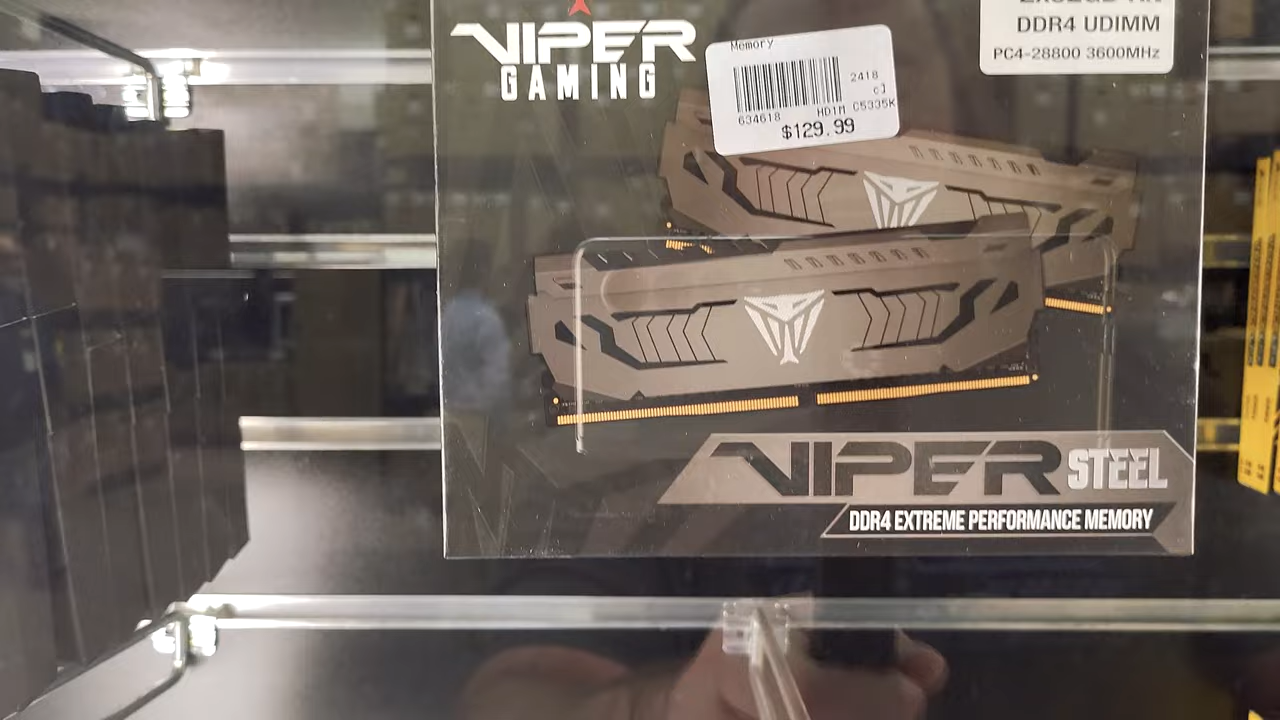 VIPER
GAMING
Memory
2418
cJ
634618
HD1M C5335K
$129.99
DDR4 UDIMM
PC4-28800 3600MHz
VIPER STEEL
DDR4 EXTREME PERFORMANCE MEMORY